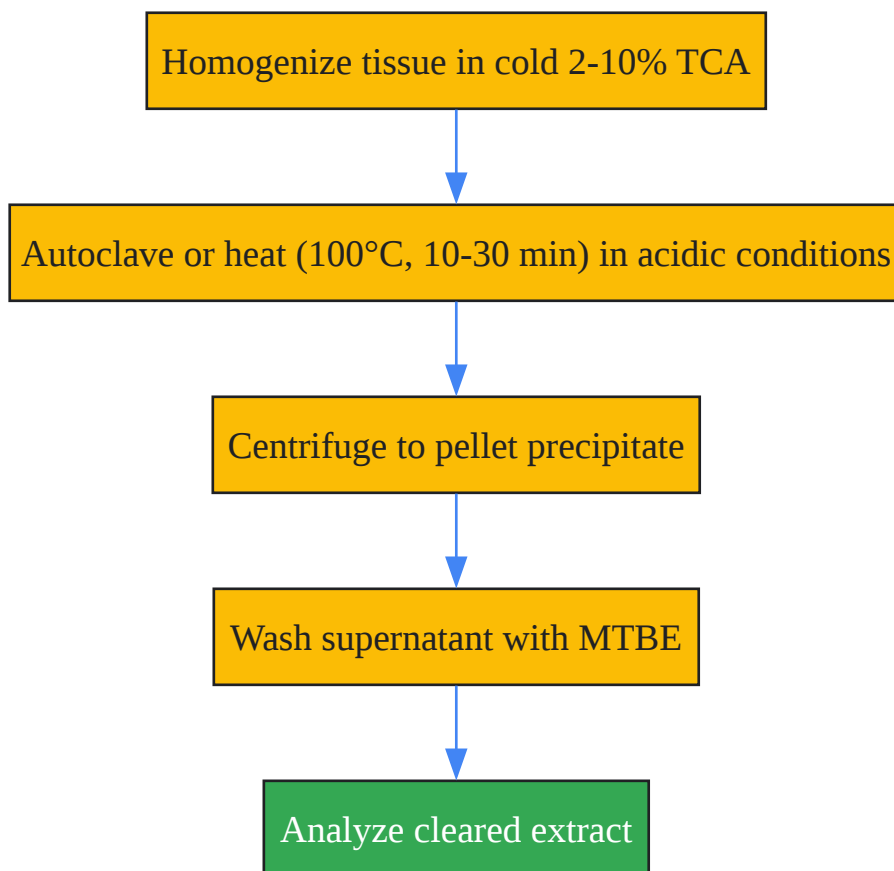 Homogenize tissue in cold 2-10% TCA
Autoclave or heat (100°C, 10-30 min) in acidic conditions
Centrifuge to pellet precipitate
Wash supernatant with MTBE
Analyze cleared extract